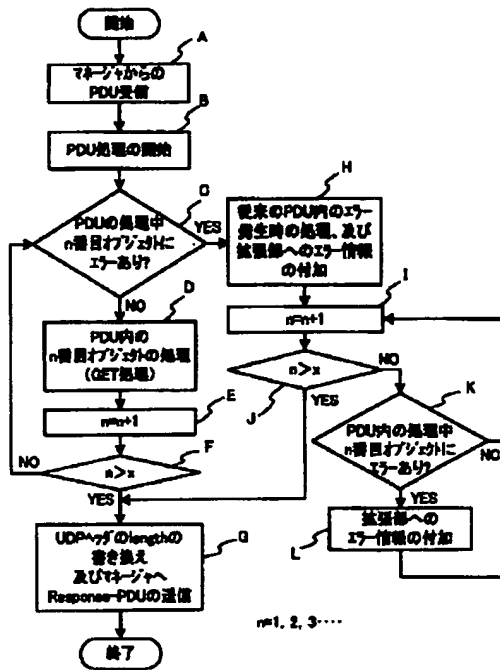 開始
A
マネージャからの
PDU受信
B
PDU処理の開始
C
PDUの処理中
n番目オブジェクトに
エラーあり?
YES
NO
D
PDU内の
n番目オブジェクトの処理
(GET処理)
E
n=n+1
F
n>x
NO
YES
G
UDPヘッダのlengthの
書き換え
及びマネージャへ
Response-PDUの送信
終了
H
従来のPDU内のエラー
発生時の処理、及び
拡張部へのエラー情報
の付加
I
n=n+1
J
n>x
NO
YES
K
PDU内の処理中
n番目オブジェクトに
エラーあり?
NO
YES
L
拡張部への
エラー情報の付加
n=1, 2, 3‥‥